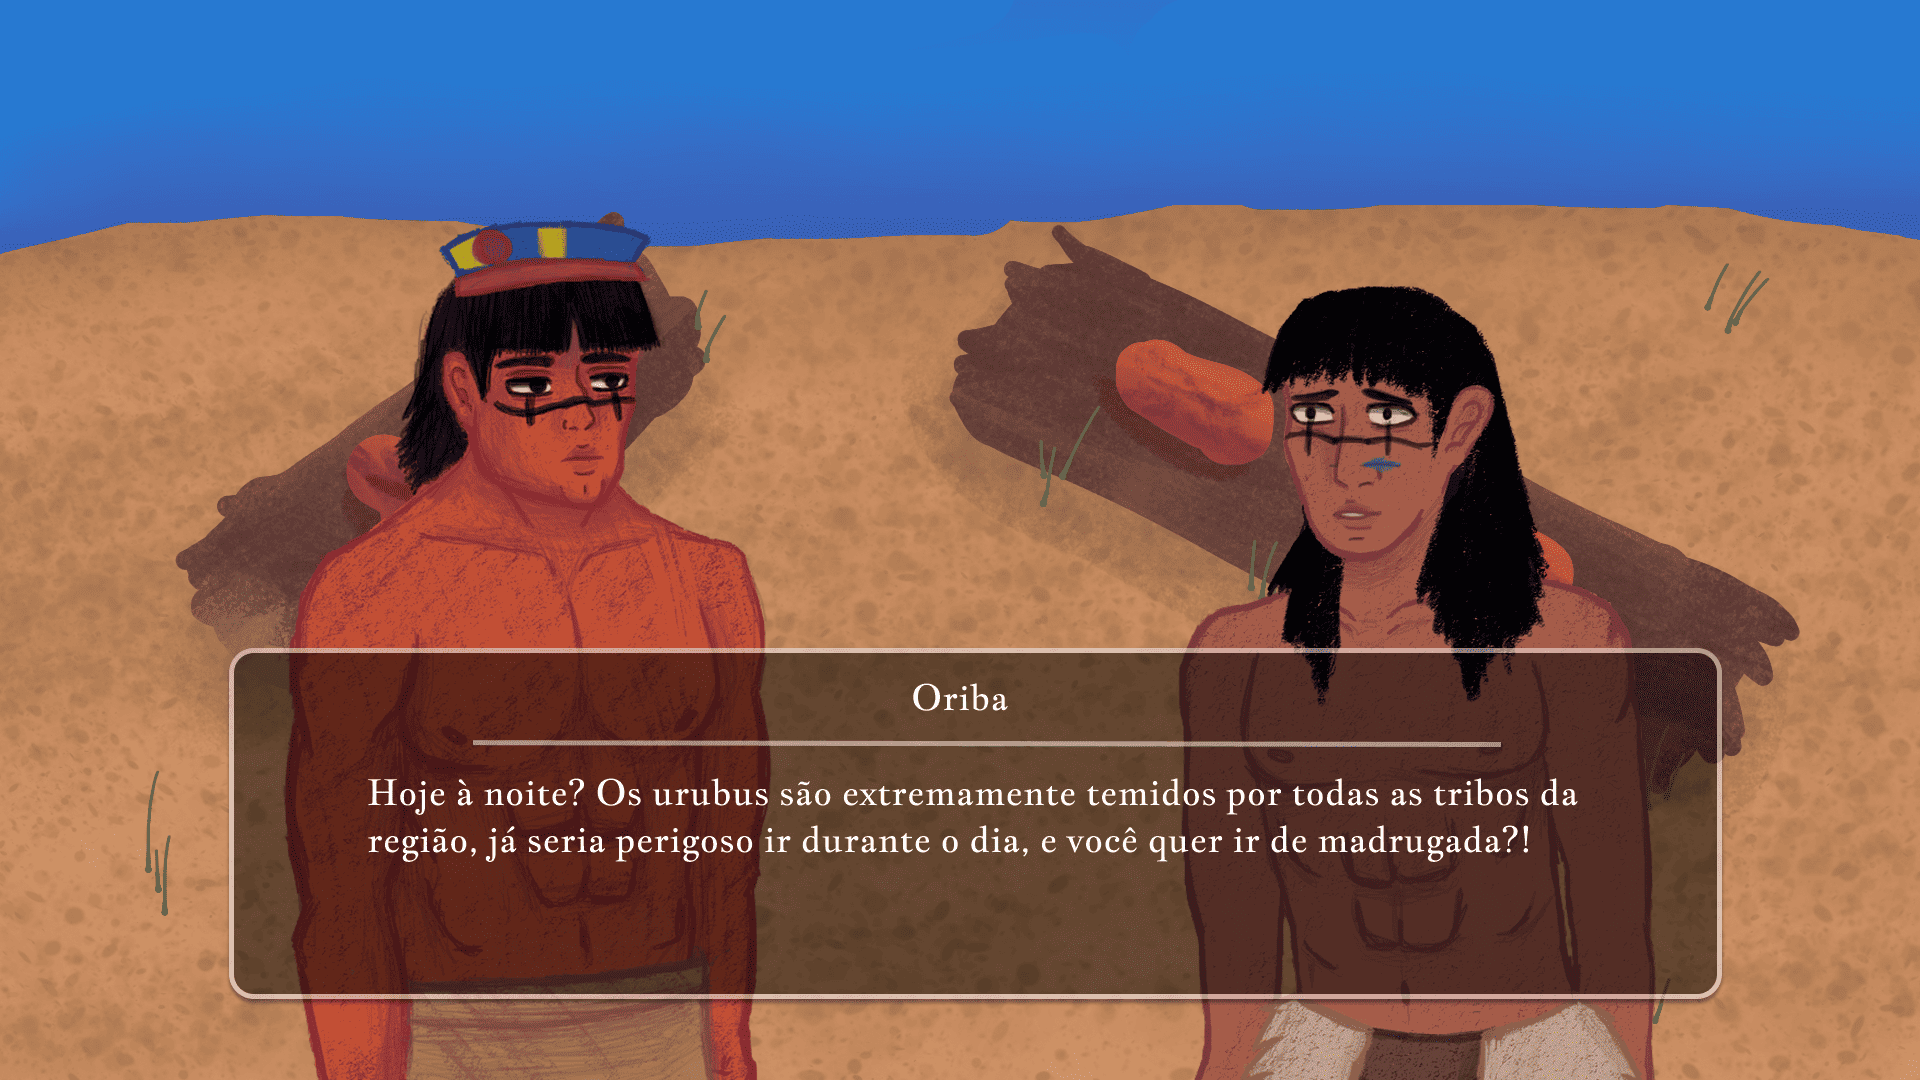 Oriba
Hoje à noite? Os urubus são extremamente temidos por todas as tribos da
região, já seria perigoso ir durante o dia, e você quer ir de madrugada?!